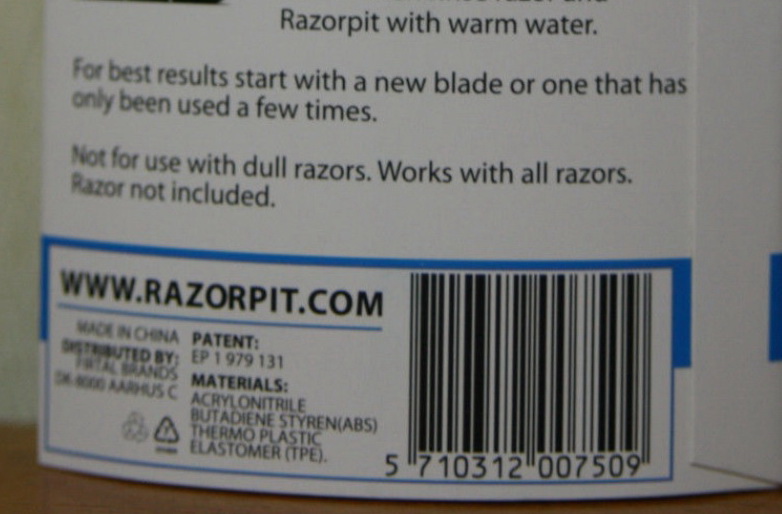 razor and
Razorpit with warm water.
For best results start with a new blade or one that has
only been used a few times.
Not for use with dull razors. Works with all razors.
Razor not included.
WWW.RAZORPIT.COM
MADE IN CHINA
DISTRIBUTED BY:
FIRTAL BRANDS
DK-8000 AARHUS C
PATENT:
EP 1 979 131
MATERIALS:
ACRYLONITRILE
BUTADIENE STYREN(ABS)
THERMO PLASTIC
ELASTOMER (TPE).
5 710312 007509